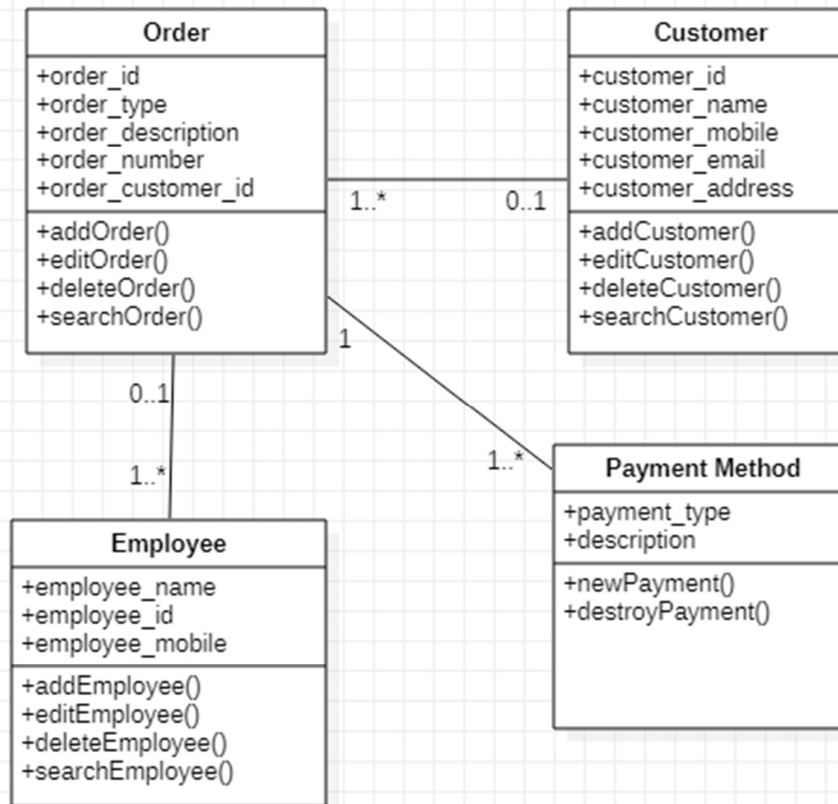 Order
+order_id
+order_type
+order_description
+order_number
+order_customer_id
+addOrder()
+editOrder()
+deleteOrder()
+searchOrder()
1..*
0..1
Customer
+customer_id
+customer_name
+customer_mobile
+customer_email
+customer_address
+addCustomer()
+editCustomer()
+deleteCustomer()
+searchCustomer()
1
1..*
0..1
1..*
Payment Method
+payment_type
+description
+newPayment()
+destroyPayment()
Employee
+employee_name
+employee_id
+employee_mobile
+addEmployee()
+editEmployee()
+deleteEmployee()
+searchEmployee()